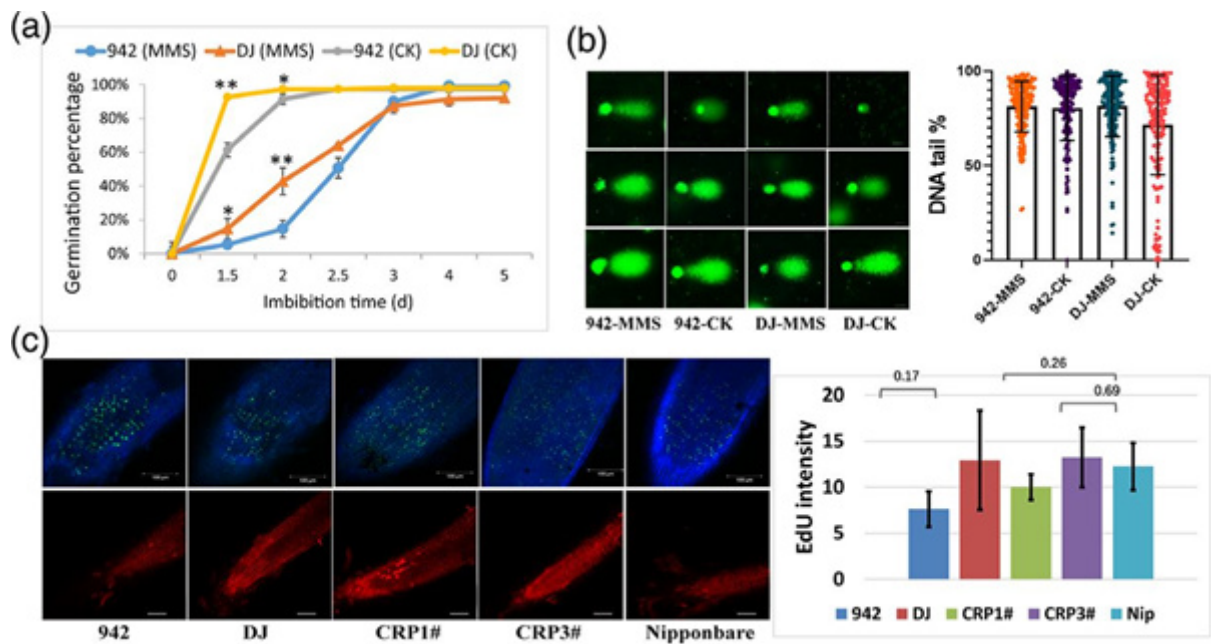 (a)
942 (MMS) DJ (MMS) 942 (CK) DJ (CK)
Germination percentage
100%
80%
60%
40%
20%
0%
** * * **
0 1.5 2 2.5 3 4 5
Imbibition time (d)
(b)
942-MMS 942-CK DJ-MMS DJ-CK
DNA tail %
100
50
0
942-MMS 942-CK DJ-MMS DJ-CK
(c)
942 DJ CRP1# CRP3# Nipponbare
0.17 0.26
0.69
EdU intensity
20
15
10
5
0
942 DJ CRP1# CRP3# Nip